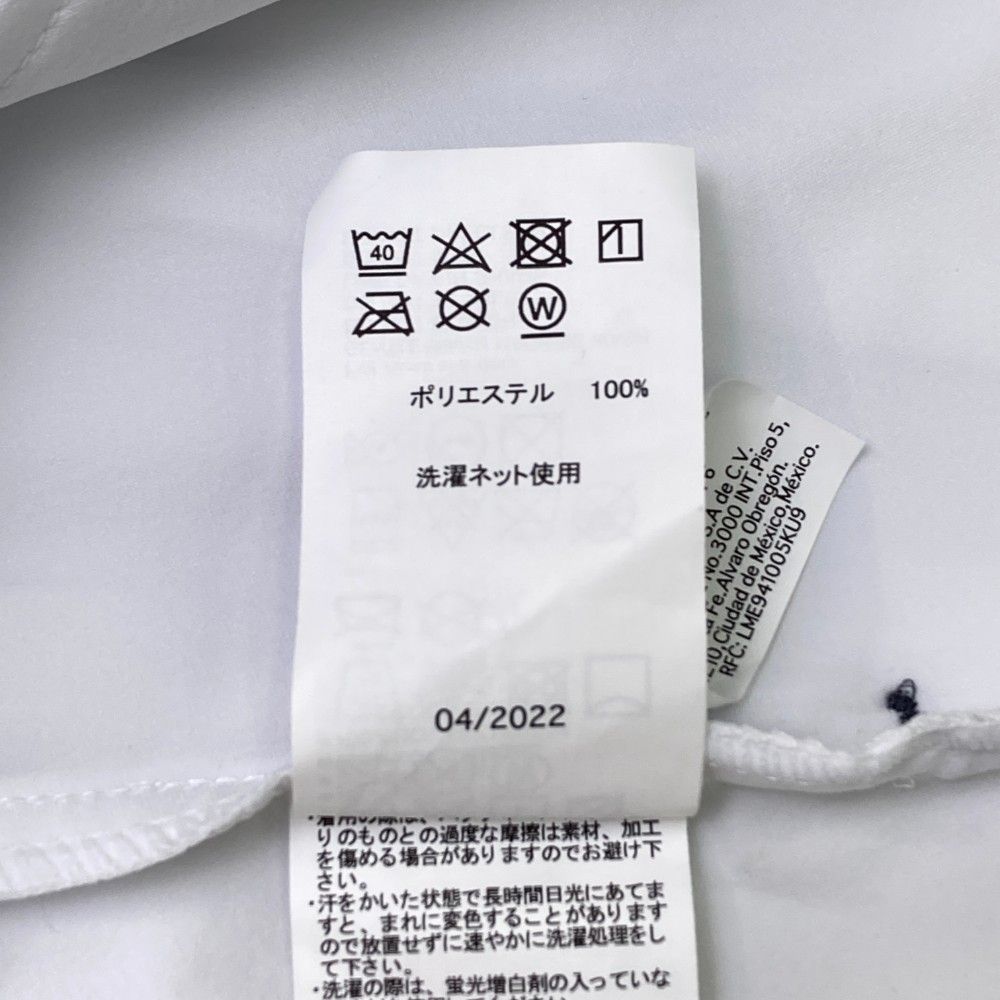 40
W
ポリエステル 100%
洗濯ネット使用
04/2022
りのものとの過度な摩擦は素材、加工
を傷める場合がありますのでお避け下
さい。
・汗をかいた状態で長時間日光にあてま
すと、まれに変色することがあります
ので放置せずに速やかに洗濯処理をし
て下さい。
・洗濯の際は、蛍光増白剤の入っていな
S.A de C.V.
No.3000 INT.Piso 5,
Fe.Alvaro Obregón.
Ciudad de México,México.
RFC: LME941005KU9